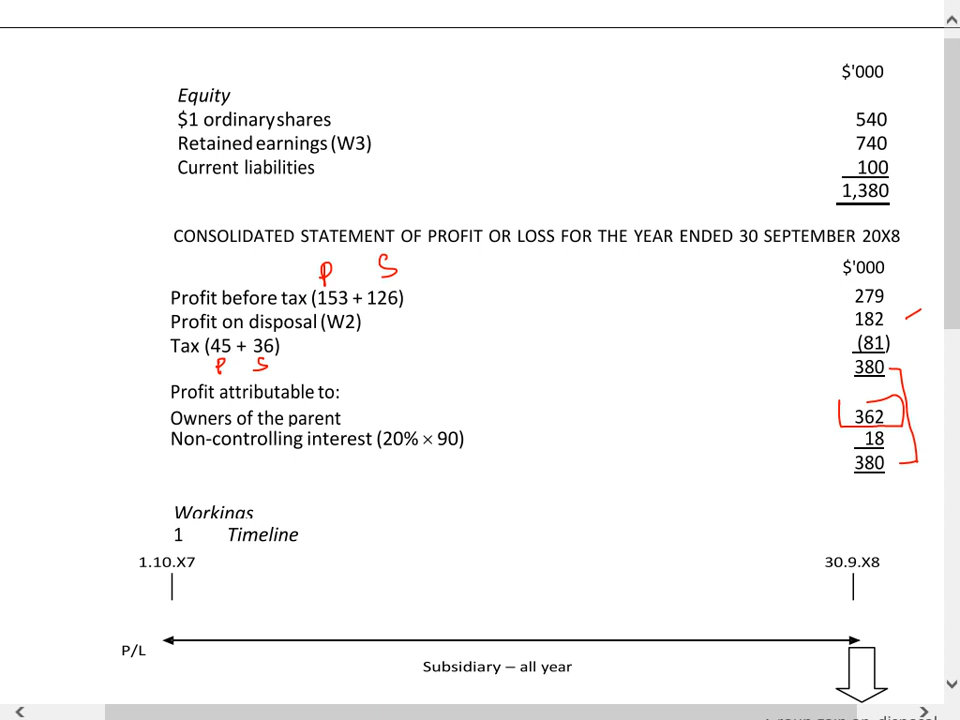 $'000
Equity
$1 ordinary shares 540
Retained earnings (W3) 740
Current liabilities 100
1,380
CONSOLIDATED STATEMENT OF PROFIT OR LOSS FOR THE YEAR ENDED 30 SEPTEMBER 20X8
P S
$'000
Profit before tax (153 + 126) 279
Profit on disposal (W2) 182
Tax (45 + 36) (81)
P S
380
Profit attributable to:
Owners of the parent 362
Non-controlling interest (20% × 90) 18
380
Workings
1 Timeline
1.10.X7 30.9.X8
P/L
Subsidiary – all year